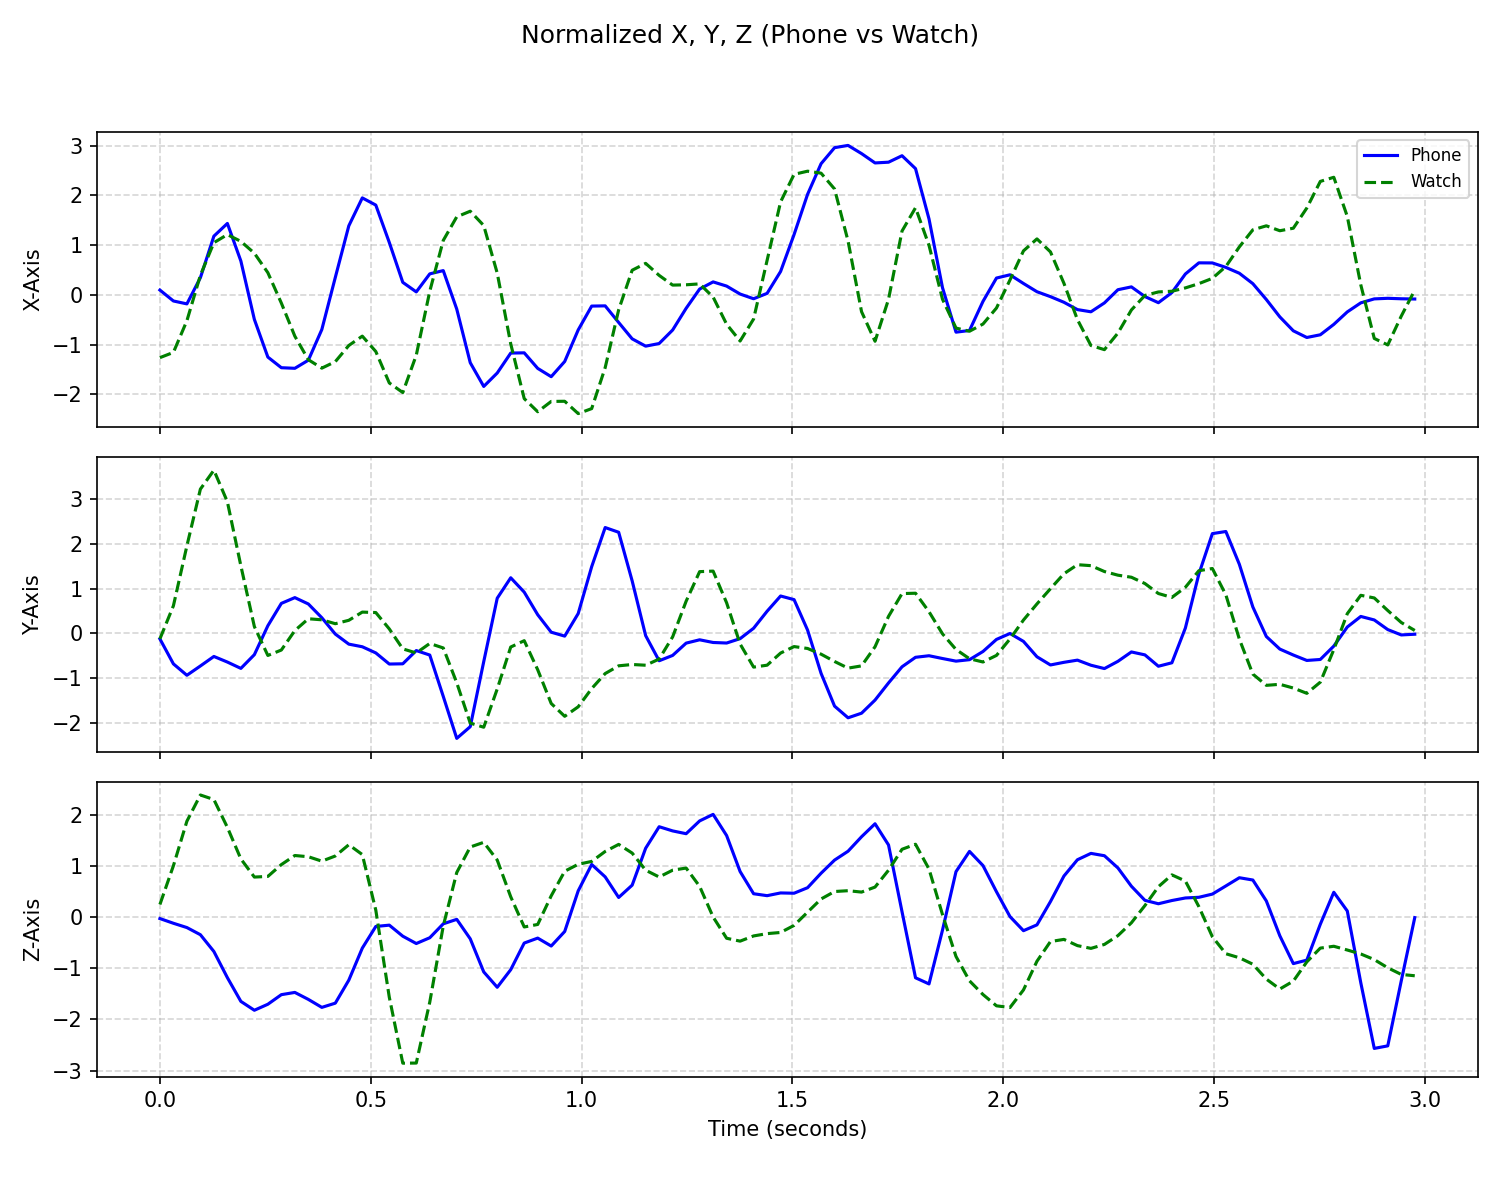 Normalized X, Y, Z (Phone vs Watch)
3
2
1
0
−1
−2
X-Axis
Phone
Watch
3
2
1
0
−1
−2
Y-Axis
2
1
0
−1
−2
−3
Z-Axis
0.0 0.5 1.0 1.5 2.0 2.5 3.0
Time (seconds)